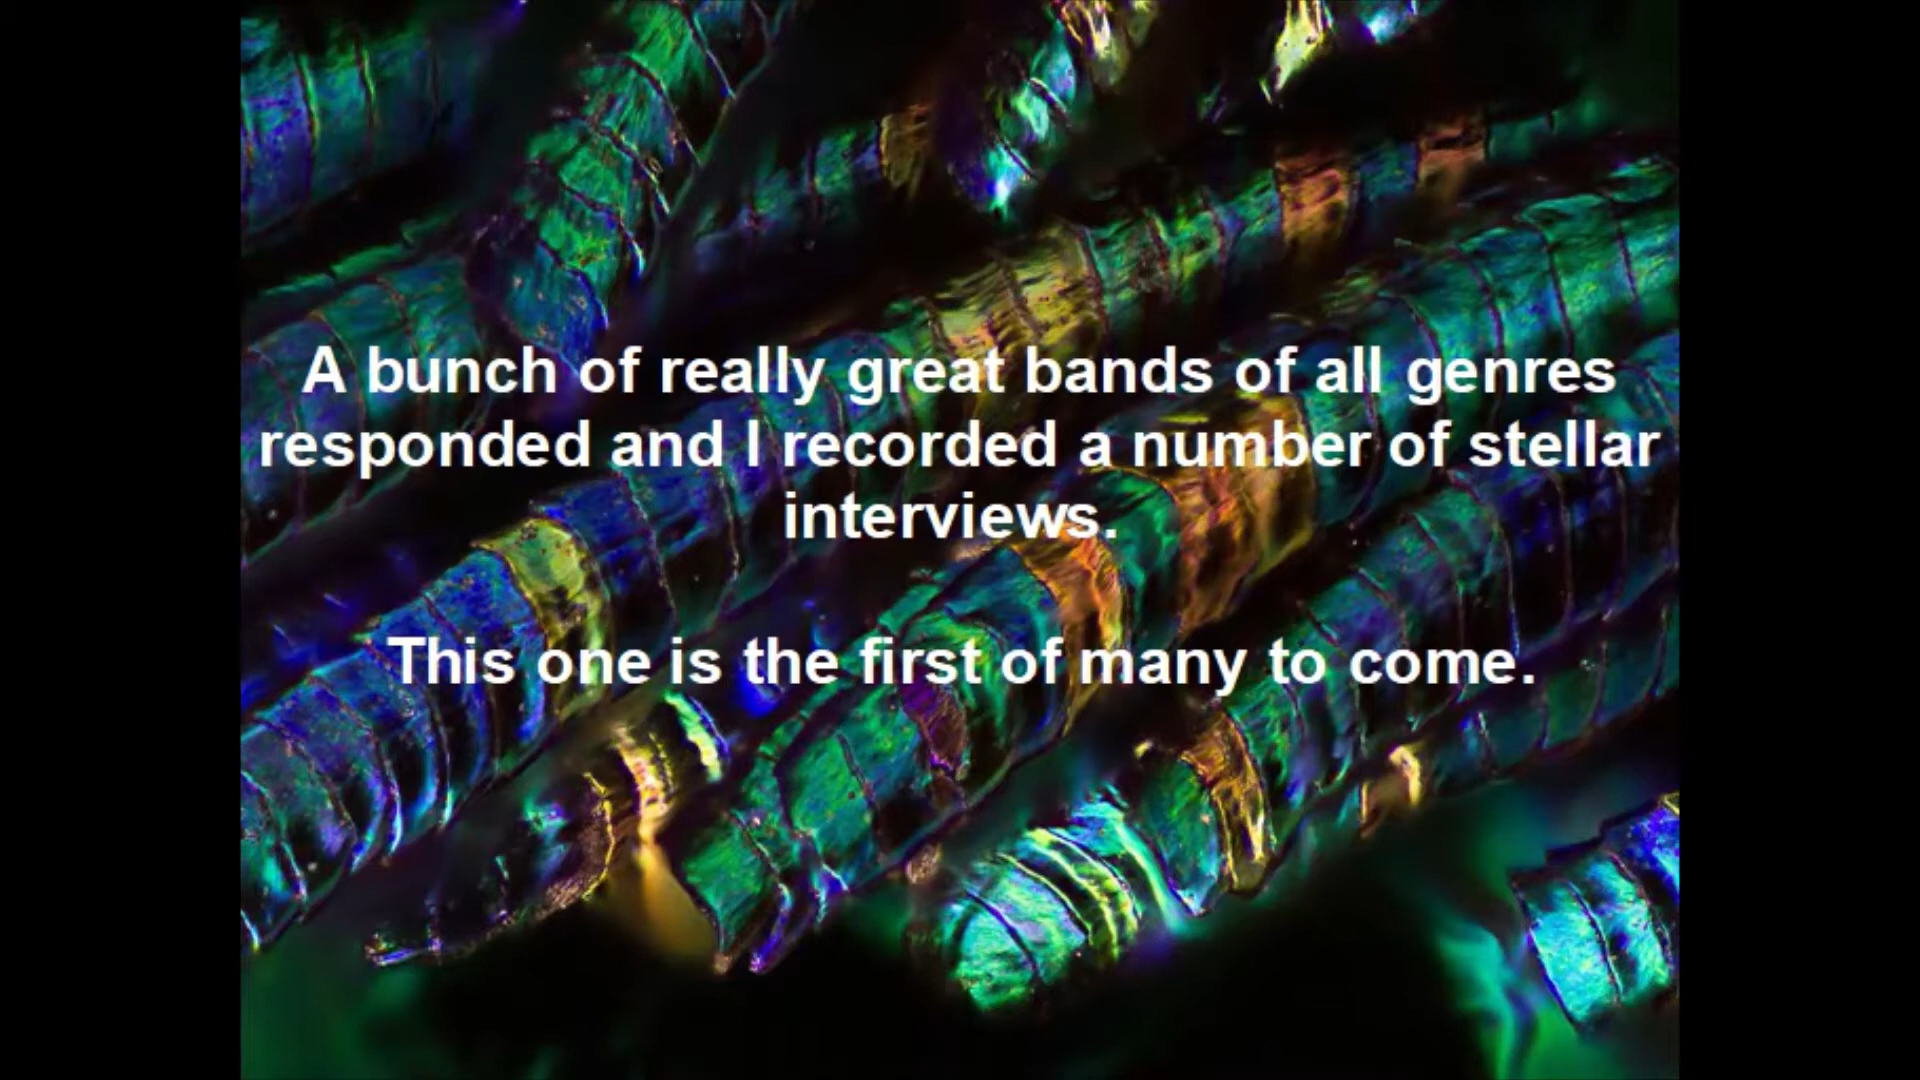 A bunch of really great bands of all genres
responded and I recorded a number of stellar
interviews.
This one is the first of many to come.